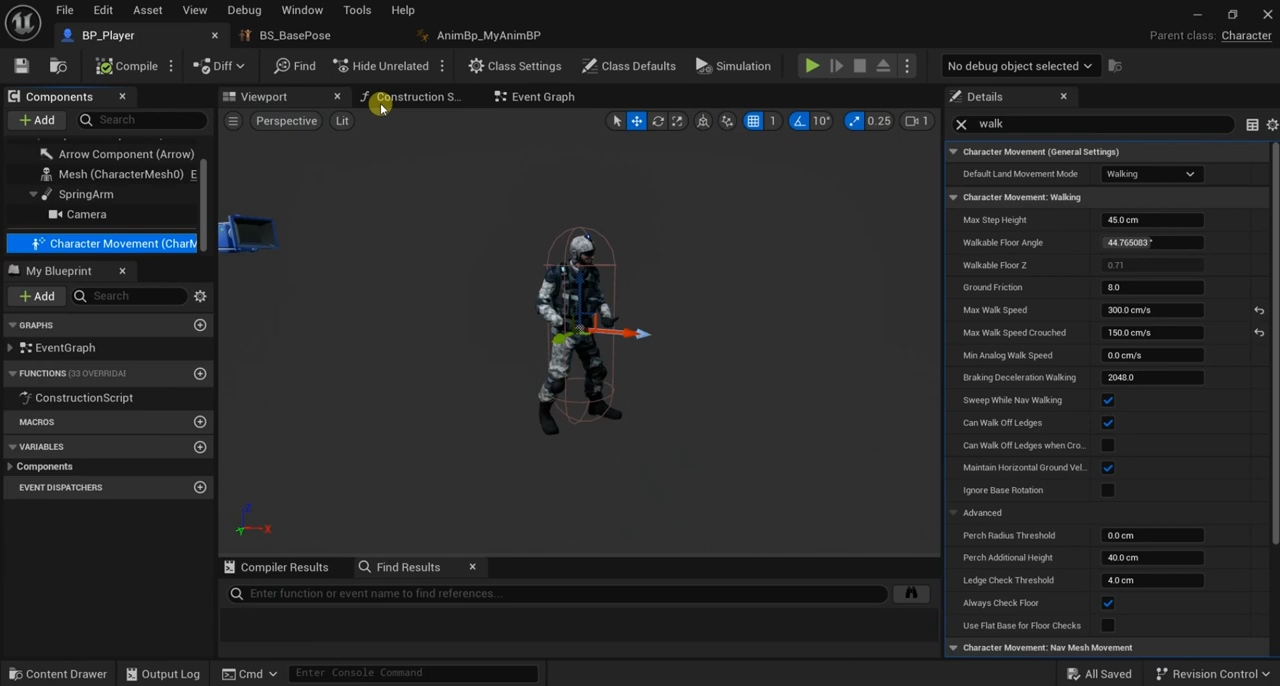 File Edit Asset View Debug Window Tools Help
BP_Player BS_BasePose AnimBp_MyAnimBP Parent class: Character
Compile Diff Find Hide Unrelated Class Settings Class Defaults Simulation No debug object selected
Components Viewport Construction S... Event Graph Details
Add Search Perspective Lit 1 10° 0.25 1 walk
Arrow Component (Arrow)
Mesh (CharacterMesh0) E
SpringArm
Camera
Character Movement (CharM
My Blueprint
Add Search
GRAPHS
EventGraph
FUNCTIONS (33 OVERRIDAI
ConstructionScript
MACROS
VARIABLES
Components
EVENT DISPATCHERS
Z
Y X
Compiler Results Find Results
Enter function or event name to find references...
Character Movement (General Settings)
Default Land Movement Mode Walking
Character Movement: Walking
Max Step Height 45.0 cm
Walkable Floor Angle 44.765083 °
Walkable Floor Z 0.71
Ground Friction 8.0
Max Walk Speed 300.0 cm/s
Max Walk Speed Crouched 150.0 cm/s
Min Analog Walk Speed 0.0 cm/s
Braking Deceleration Walking 2048.0
Sweep While Nav Walking
Can Walk Off Ledges
Can Walk Off Ledges when Cro...
Maintain Horizontal Ground Vel...
Ignore Base Rotation
Advanced
Perch Radius Threshold 0.0 cm
Perch Additional Height 40.0 cm
Ledge Check Threshold 4.0 cm
Always Check Floor
Use Flat Base for Floor Checks
Character Movement: Nav Mesh Movement
Content Drawer Output Log Cmd Enter Console Command All Saved Revision Control